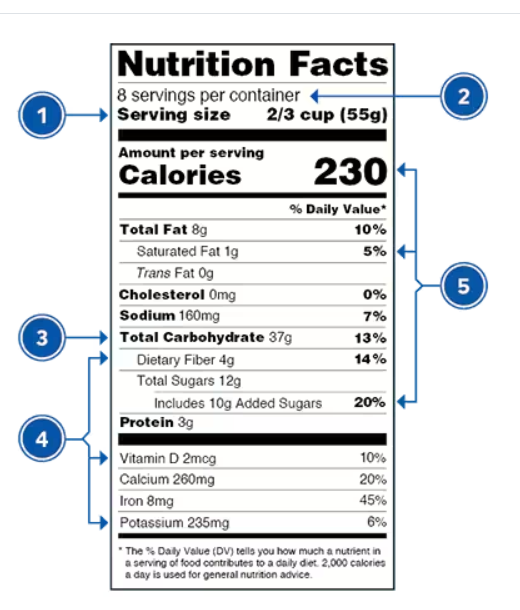 Nutrition Facts
8 servings per container
Serving size 2/3 cup (55g)
Amount per serving
Calories 230
% Daily Value*
Total Fat 8g 10%
Saturated Fat 1g 5%
Trans Fat 0g
Cholesterol 0mg 0%
Sodium 160mg 7%
Total Carbohydrate 37g 13%
Dietary Fiber 4g 14%
Total Sugars 12g
Includes 10g Added Sugars 20%
Protein 3g
Vitamin D 2mcg 10%
Calcium 260mg 20%
Iron 8mg 45%
Potassium 235mg 6%
* The % Daily Value (DV) tells you how much a nutrient in
a serving of food contributes to a daily diet. 2,000 calories
a day is used for general nutrition advice.
1
2
3
4
5